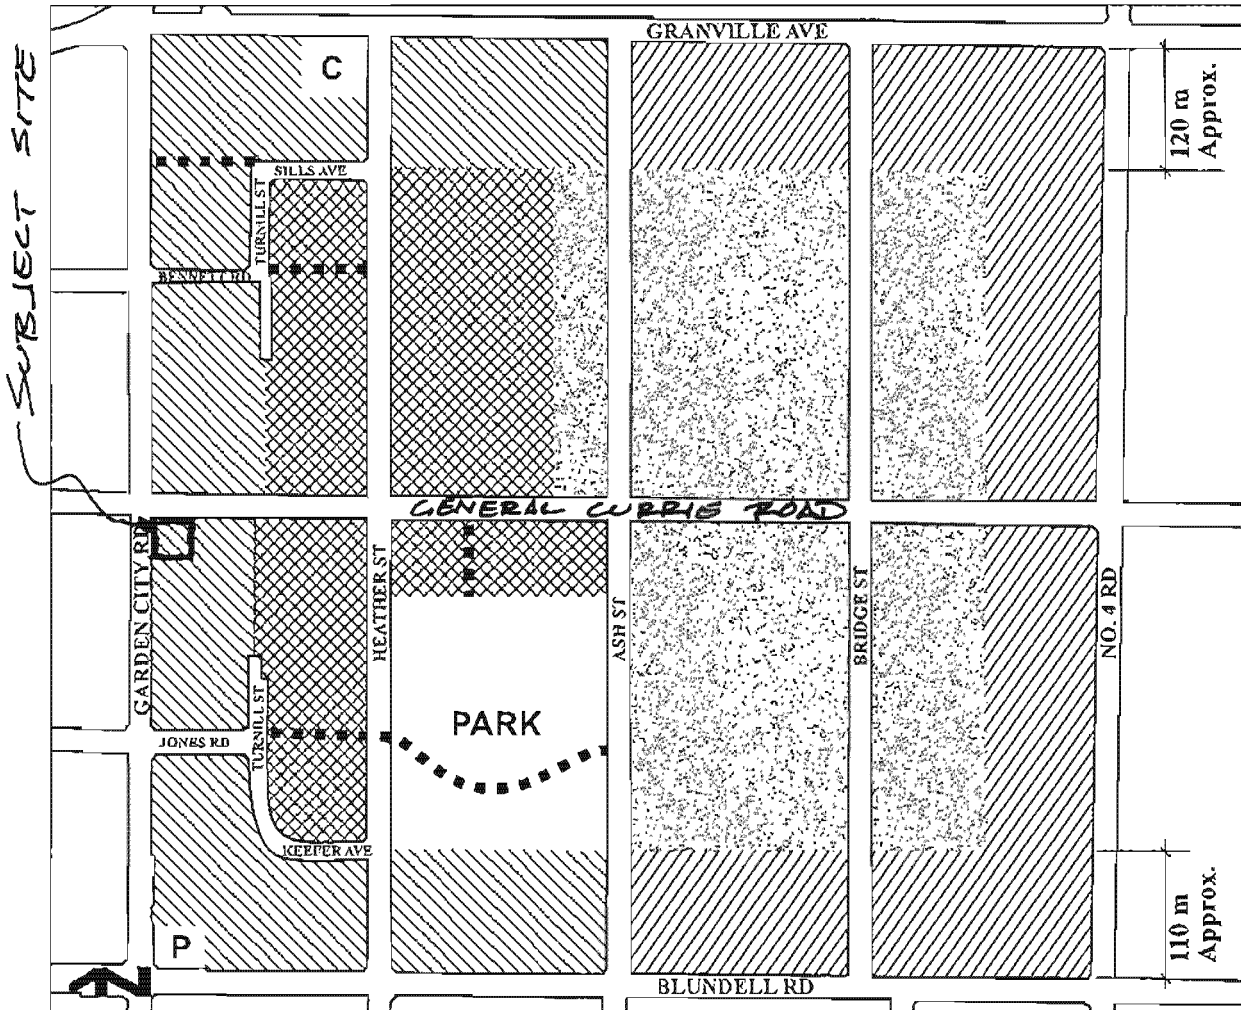 GRANVILLE AVE
SUBJECT SITE
C
120 m
Approx.
SILLS AVE
TURNILL ST
BENNETT RD
GENERAL CURRIE ROAD
GARDEN CITY RD
HEATHER ST
ASH ST
BRIDGE ST
NO. 4 RD
PARK
JONES RD
TURNILL ST
KEEFER AVE
110 m
Approx.
P
N
BLUNDELL RD